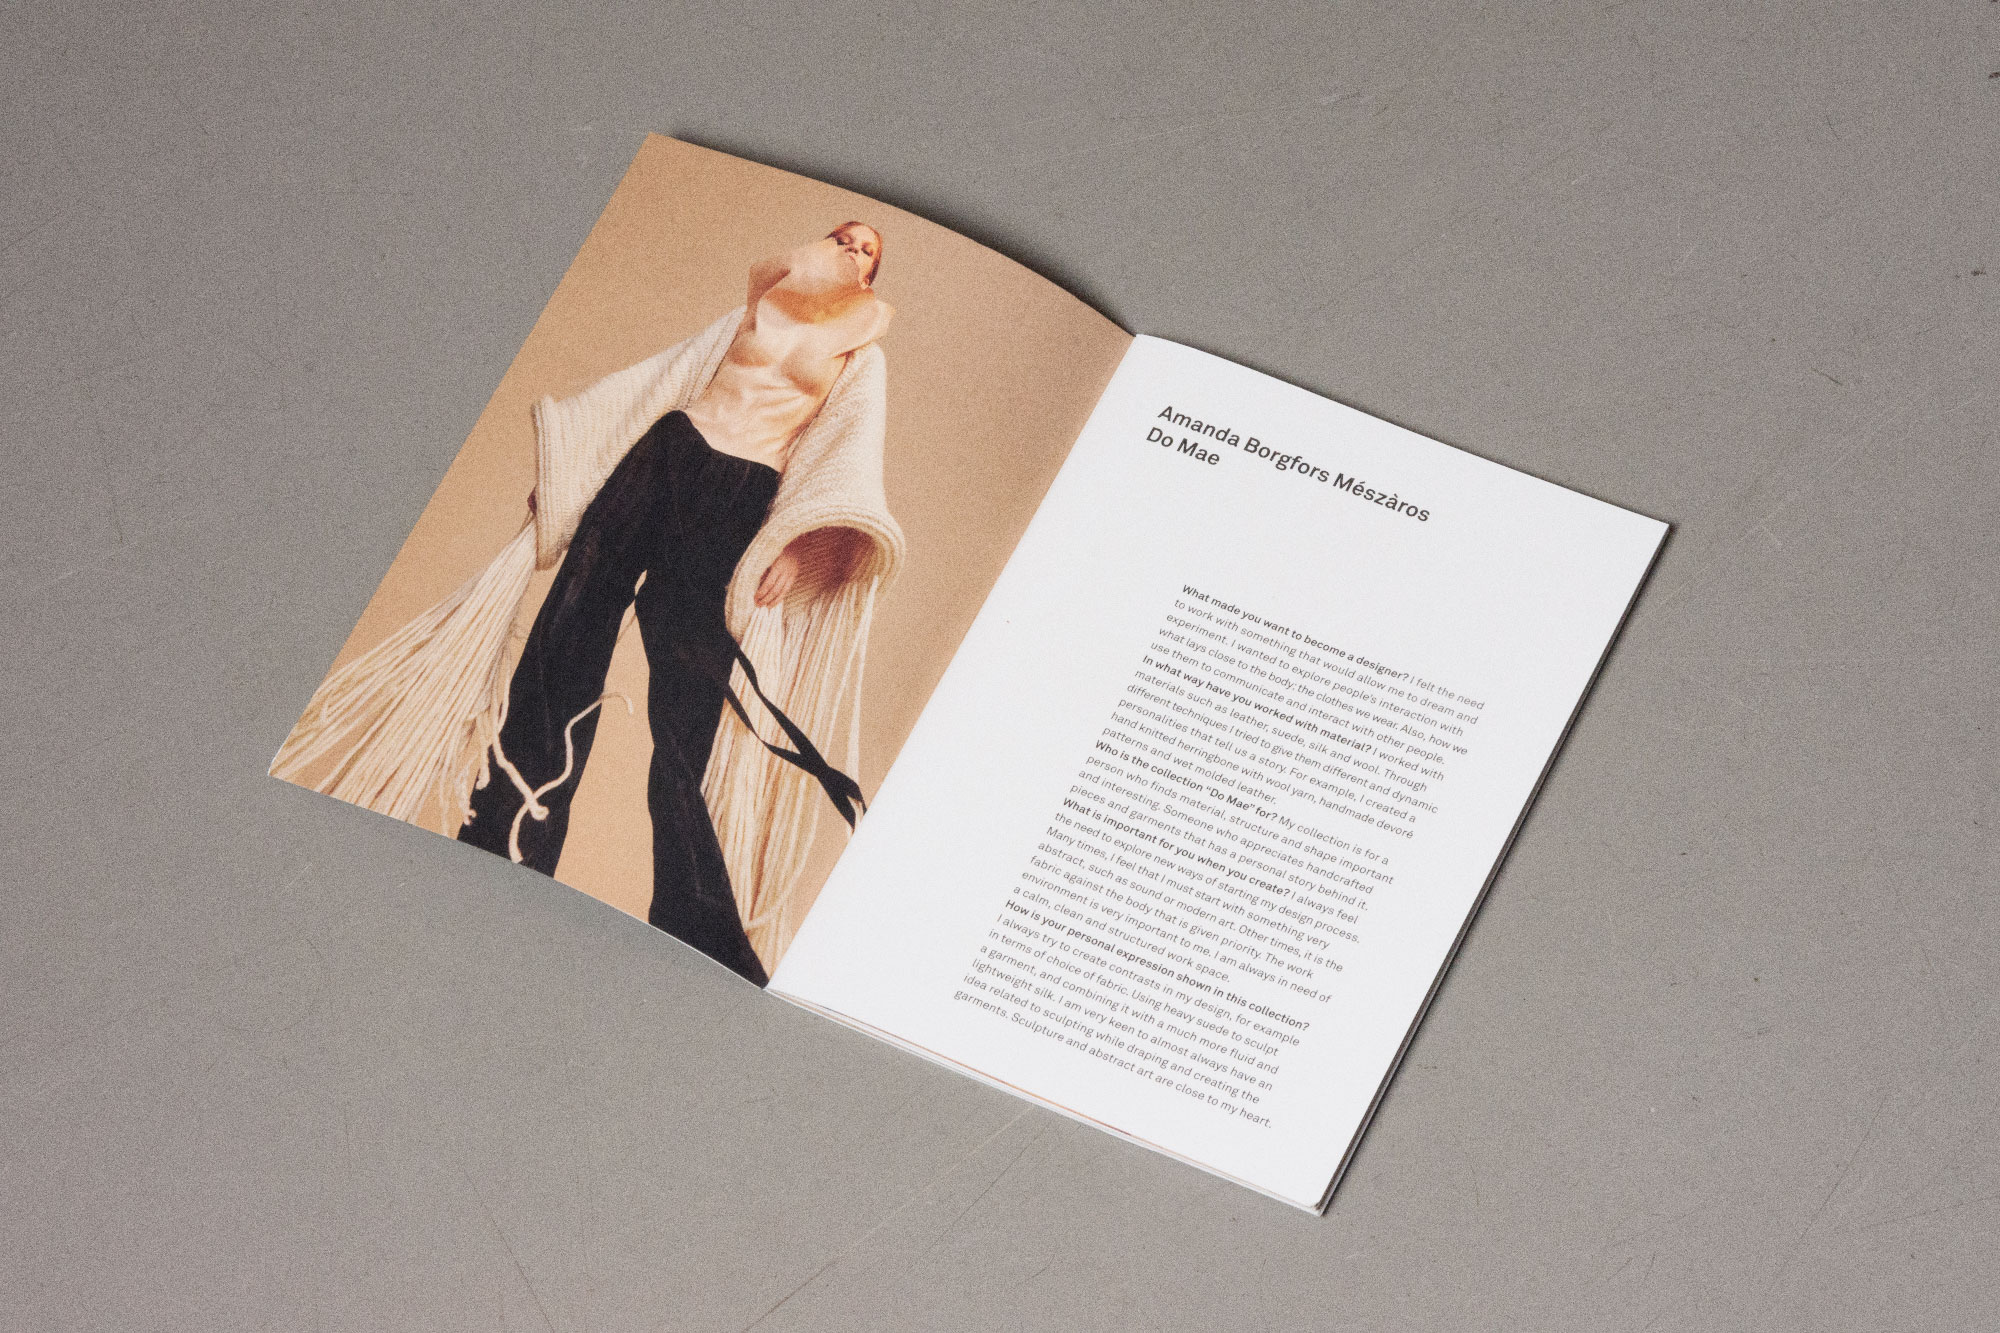 Amanda Borgfors Mészàros
Do Mae
What made you want to become a designer? I felt the need
to work with something that would allow me to dream and
experiment. I wanted to explore people's interaction with
what lays close to the body: the clothes we wear. Also, how we
use them to communicate and interact with other people.
In what way have you worked with material? I worked with
materials such as leather, suede, silk and wool. Through
different techniques I tried to give them different and dynamic
personalities that tell us a story. For example, I created a
hand knitted herringbone with wool yarn, handmade devoré
patterns and wet molded leather.
Who is the collection “Do Mae” for? My collection is for a
person who finds material, structure and shape important
and interesting. Someone who appreciates handcrafted
pieces and garments that has a personal story behind it.
What is important for you when you create? I always feel
the need to explore new ways of starting my design process.
Many times, I feel that I must start with something very
abstract, such as sound or modern art. Other times, it is the
fabric against the body that is given priority. The work
environment is very important to me. I am always in need of
a calm, clean and structured work space.
How is your personal expression shown in this collection?
I always try to create contrasts in my design, for example
in terms of choice of fabric. Using heavy suede to sculpt
a garment, and combining it with a much more fluid and
lightweight silk. I am very keen to almost always have an
idea related to sculpting while draping and creating the
garments. Sculpture and abstract art are close to my heart.